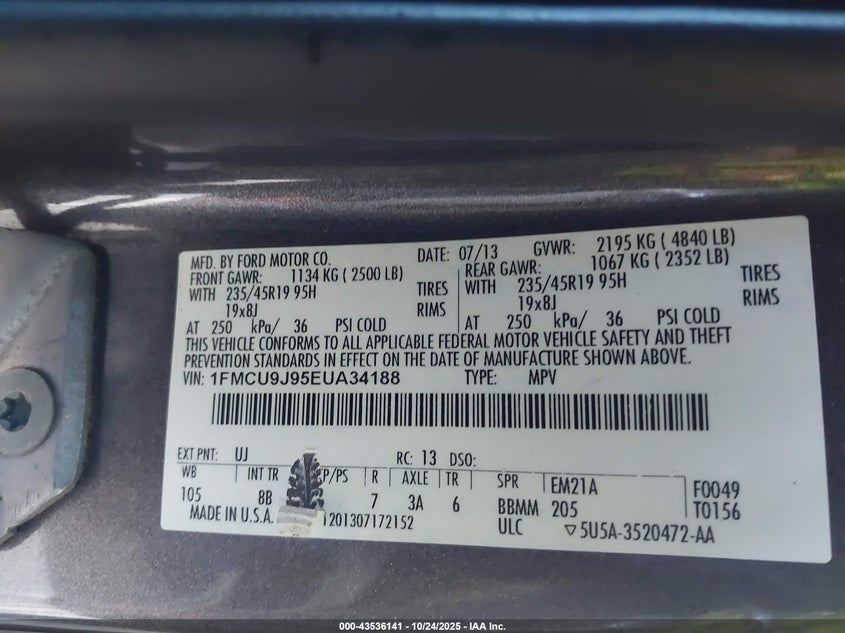 MFD. BY FORD MOTOR CO. DATE: 07/13 GVWR: 2195 KG ( 4840 LB)
FRONT GAWR: 1134 KG ( 2500 LB) REAR GAWR: 1067 KG ( 2352 LB)
WITH 235/45R19 95H TIRES WITH 235/45R19 95H TIRES
19x8J RIMS 19x8J RIMS
AT 250 kPa/ 36 PSI COLD AT 250 kPa/ 36 PSI COLD
THIS VEHICLE CONFORMS TO ALL APPLICABLE FEDERAL MOTOR VEHICLE SAFETY AND THEFT
PREVENTION STANDARDS IN EFFECT ON THE DATE OF MANUFACTURE SHOWN ABOVE.
VIN: 1FMCU9J95EUA34188 TYPE: MPV
EXT PNT: UJ RC: 13 DSO:
WB INT TR P/PS R AXLE TR SPR EM21A F0049
105 8B 7 3A 6 BBMM 205 T0156
MADE IN U.S.A. 1201307172152 ULC ▽5U5A-3520472-AA
000-43536141 - 10/24/2025 - IAA Inc.